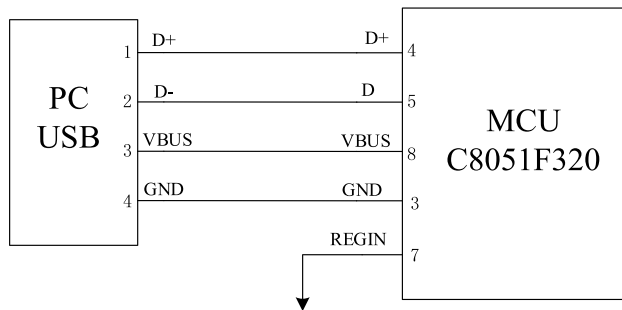 PC
USB
1 D+ D+ 4
2 D- D 5
3 VBUS VBUS 8
4 GND GND 3
REGIN 7
MCU
C8051F320